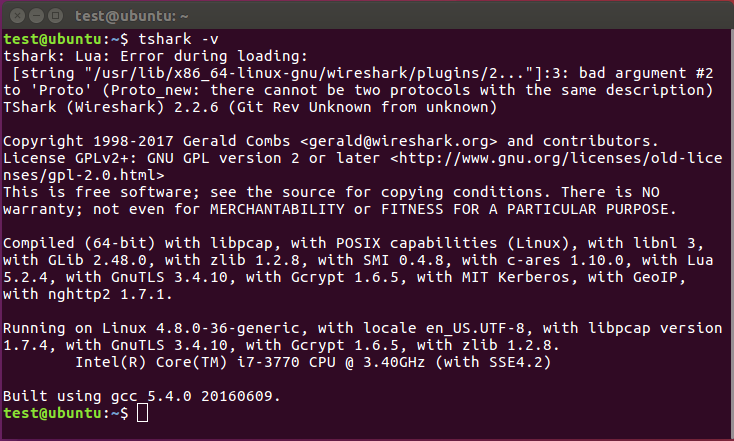 test@ubuntu: ~
test@ubuntu:~$ tshark -v
tshark: Lua: Error during loading:
 [string "/usr/lib/x86_64-linux-gnu/wireshark/plugins/2..."]:3: bad argument #2
to 'Proto' (Proto_new: there cannot be two protocols with the same description)
TShark (Wireshark) 2.2.6 (Git Rev Unknown from unknown)

Copyright 1998-2017 Gerald Combs <gerald@wireshark.org> and contributors.
License GPLv2+: GNU GPL version 2 or later <http://www.gnu.org/licenses/old-lice
nses/gpl-2.0.html>
This is free software; see the source for copying conditions. There is NO
warranty; not even for MERCHANTABILITY or FITNESS FOR A PARTICULAR PURPOSE.

Compiled (64-bit) with libpcap, with POSIX capabilities (Linux), with libnl 3,
with GLib 2.48.0, with zlib 1.2.8, with SMI 0.4.8, with c-ares 1.10.0, with Lua
5.2.4, with GnuTLS 3.4.10, with Gcrypt 1.6.5, with MIT Kerberos, with GeoIP,
with nghttp2 1.7.1.

Running on Linux 4.8.0-36-generic, with locale en_US.UTF-8, with libpcap version
1.7.4, with GnuTLS 3.4.10, with Gcrypt 1.6.5, with zlib 1.2.8.
        Intel(R) Core(TM) i7-3770 CPU @ 3.40GHz (with SSE4.2)

Built using gcc 5.4.0 20160609.
test@ubuntu:~$